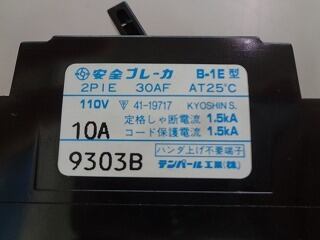 安全ブレーカ B-1E型
2P1E 30AF AT25℃
110V 41-19717 KYOSHIN S.
定格しゃ断電流 1.5kA
10A コード保護電流 1.5kA
9303B ハンダ上げ不要端子
テンパール工業(株)